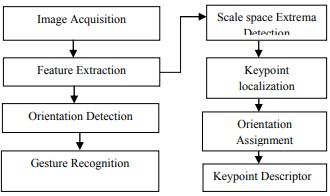 Image Acquisition
Feature Extraction
Orientation Detection
Gesture Recognition
Scale space Extrema
Detection
Keypoint
localization
Orientation
Assignment
Keypoint Descriptor